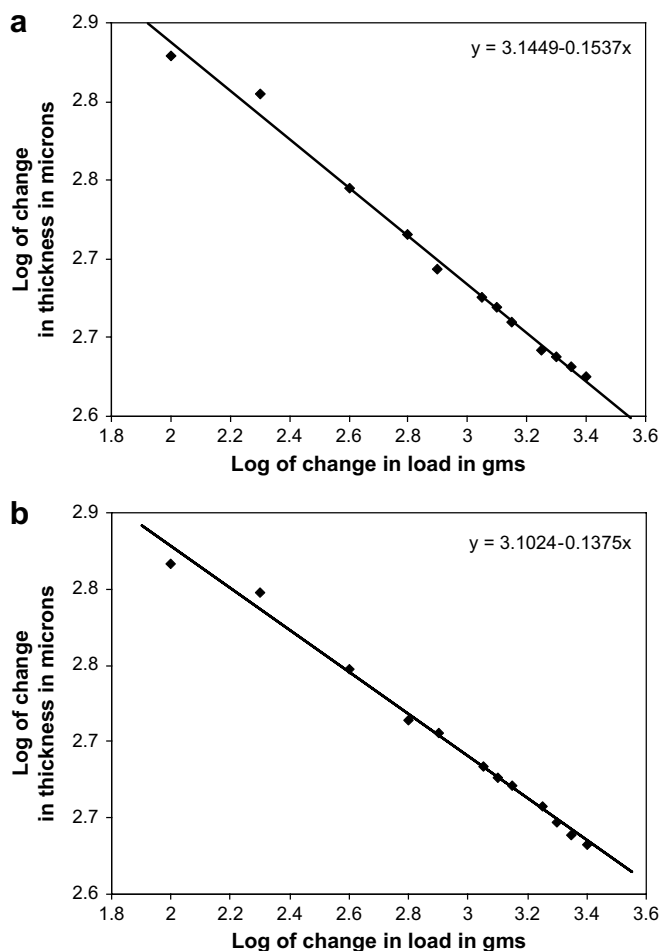 a
y = 3.1449-0.1537x
Log of change
in thickness in microns
2.9
2.8
2.8
2.7
2.7
2.6
1.8 2 2.2 2.4 2.6 2.8 3 3.2 3.4 3.6
Log of change in load in gms
b
y = 3.1024-0.1375x
Log of change
in thickness in microns
2.9
2.8
2.8
2.7
2.7
2.6
1.8 2 2.2 2.4 2.6 2.8 3 3.2 3.4 3.6
Log of change in load in gms